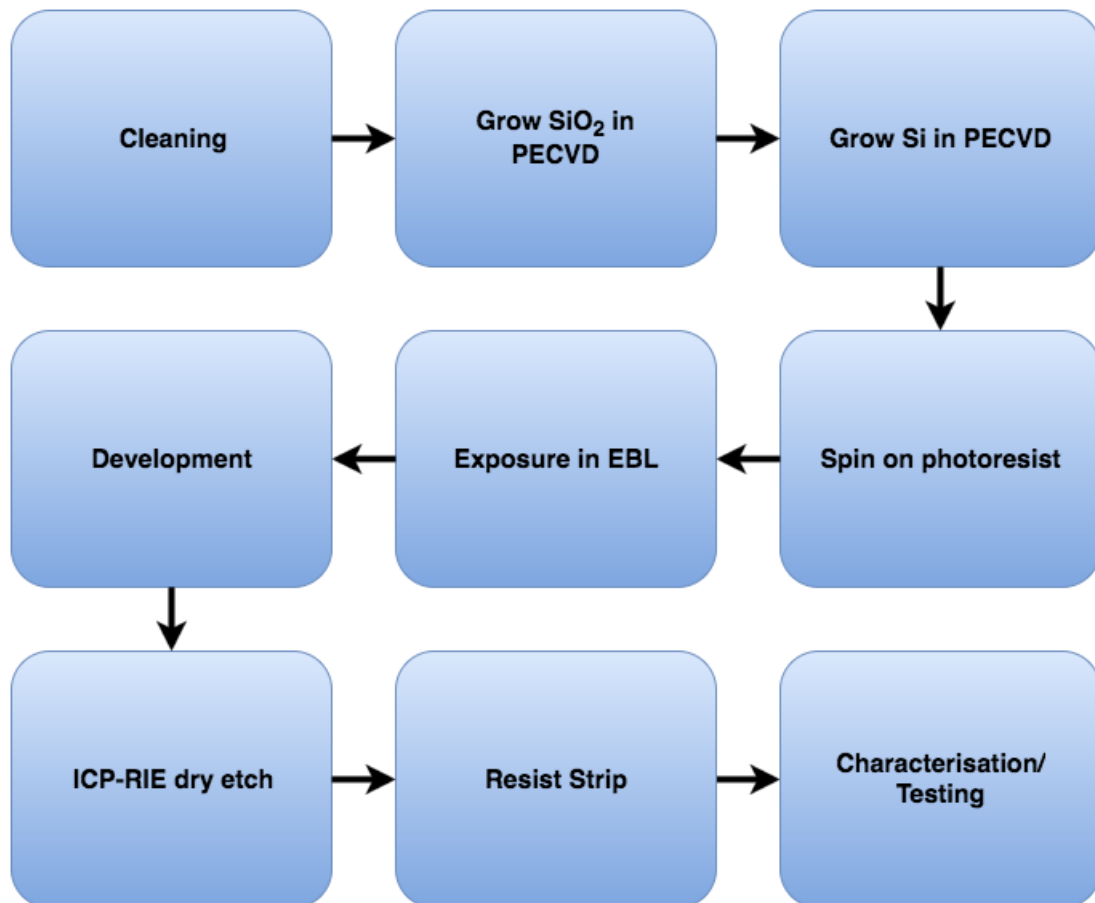 Cleaning
Grow SiO₂ in
PECVD
Grow Si in PECVD
Spin on photoresist
Exposure in EBL
Development
ICP-RIE dry etch
Resist Strip
Characterisation/
Testing